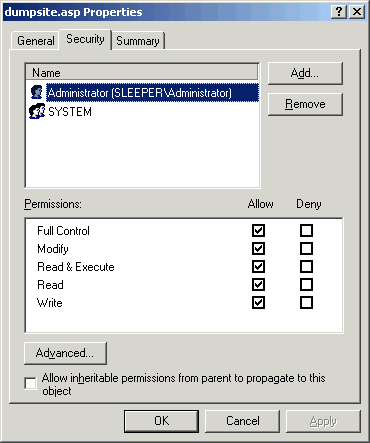 dumpsite.asp Properties
General Security Summary
Name
Add...
Administrator (SLEEPER\Administrator)
SYSTEM
Remove
Permissions: Allow Deny
Full Control
Modify
Read & Execute
Read
Write
Advanced...
Allow inheritable permissions from parent to propagate to this
object
OK Cancel Apply